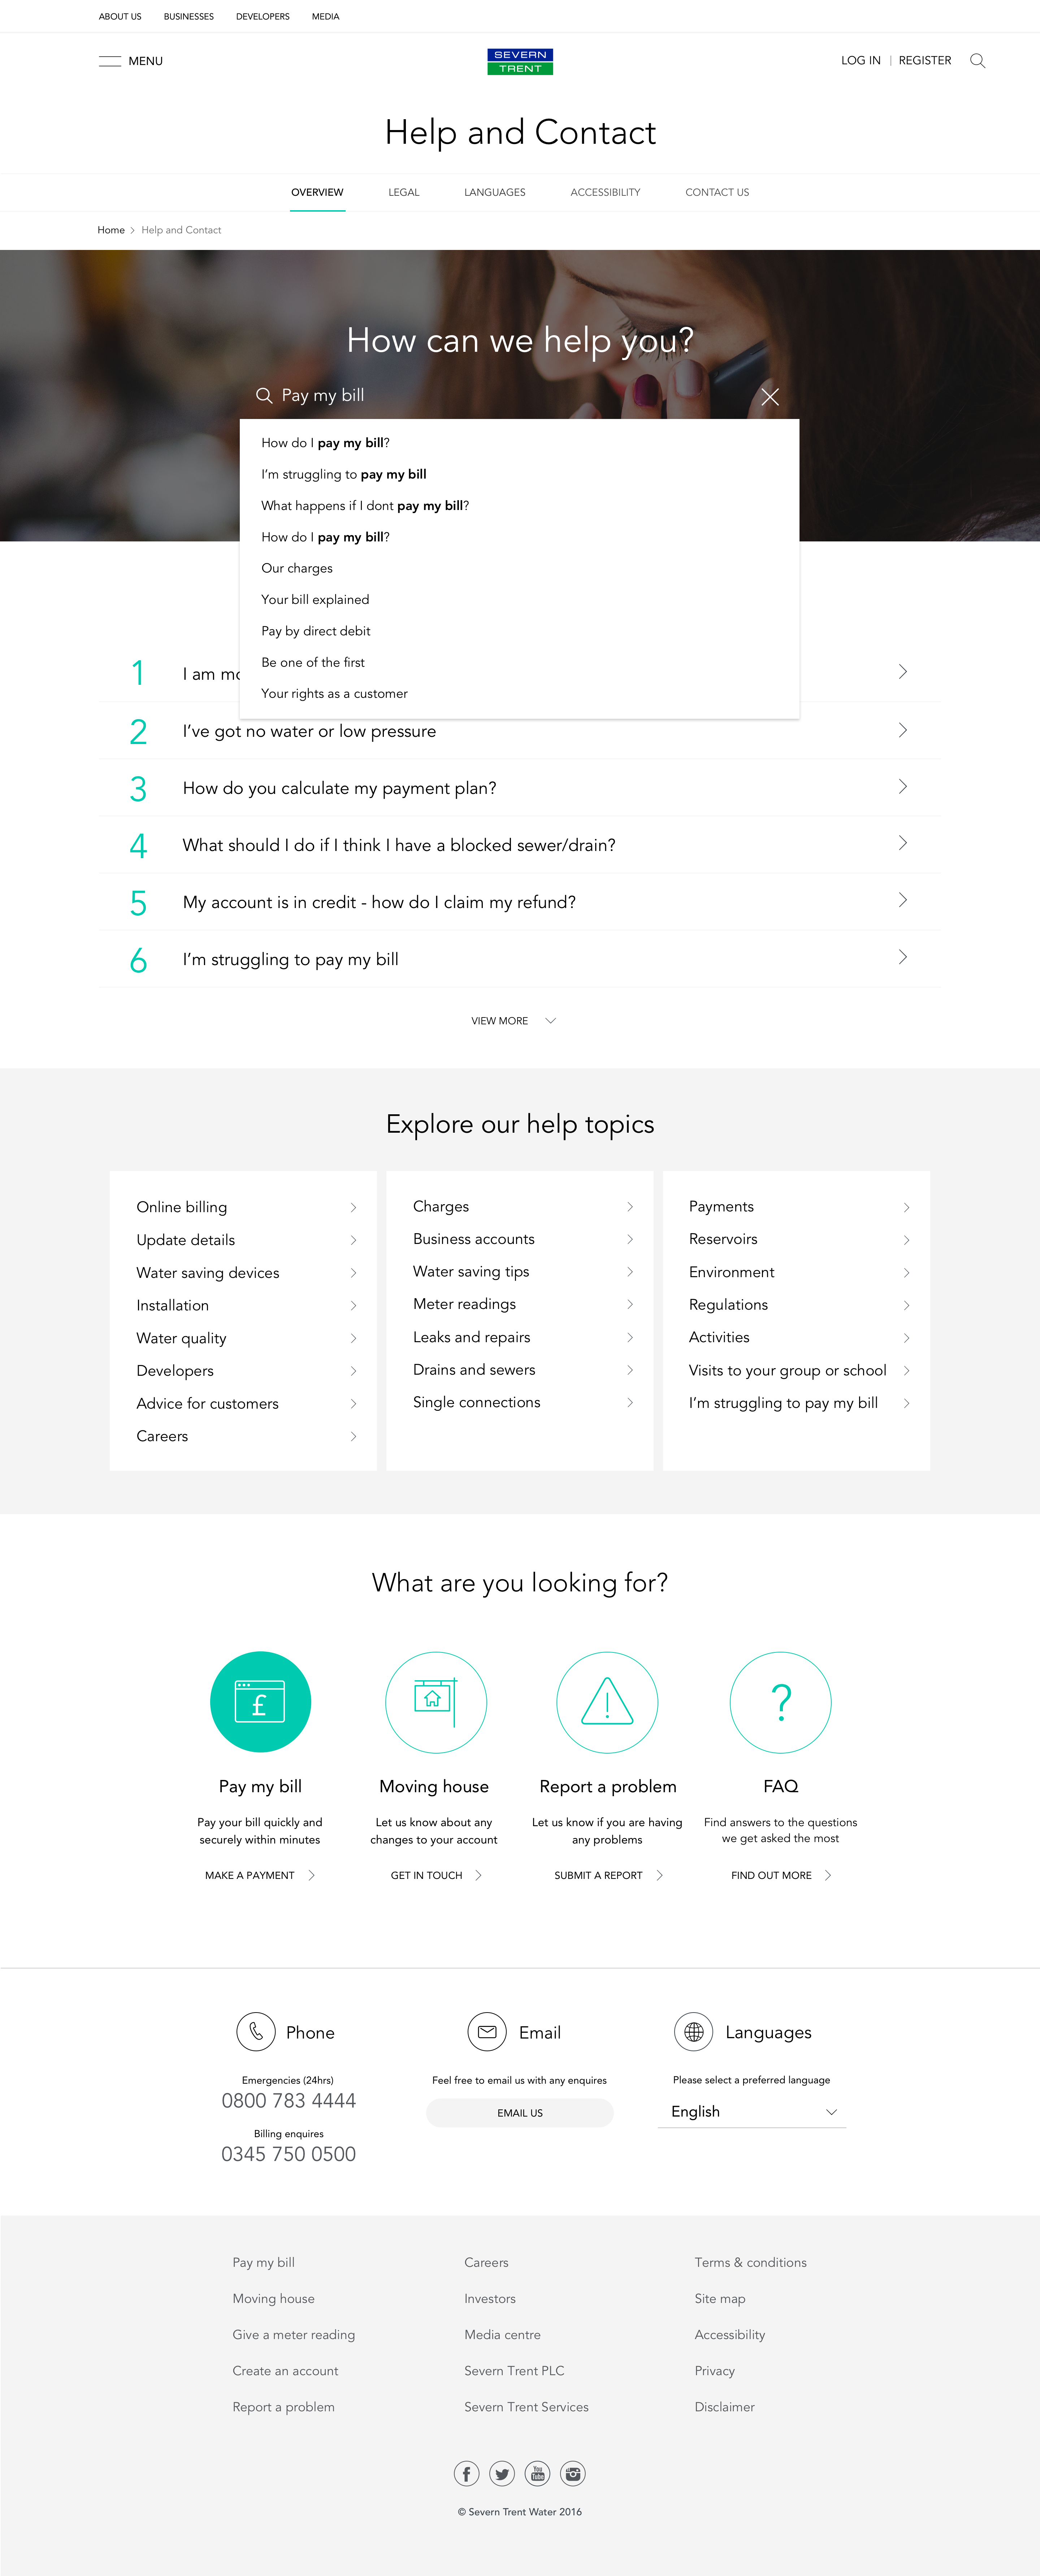 ABOUT US BUSINESSES DEVELOPERS MEDIA
MENU
SEVERN
TRENT
LOG IN | REGISTER
Help and Contact
OVERVIEW LEGAL LANGUAGES ACCESSIBILITY CONTACT US
Home > Help and Contact
How can we help you?
Pay my bill
How do I pay my bill?
I'm struggling to pay my bill
What happens if I dont pay my bill?
How do I pay my bill?
Our charges
Your bill explained
Pay by direct debit
Be one of the first
Your rights as a customer
1 I am
2 I've got no water or low pressure
3 How do you calculate my payment plan?
4 What should I do if I think I have a blocked sewer/drain?
5 My account is in credit - how do I claim my refund?
6 I'm struggling to pay my bill
VIEW MORE
Explore our help topics
Online billing
Update details
Water saving devices
Installation
Water quality
Developers
Advice for customers
Careers
Charges
Business accounts
Water saving tips
Meter readings
Leaks and repairs
Drains and sewers
Single connections
Payments
Reservoirs
Environment
Regulations
Activities
Visits to your group or school
I'm struggling to pay my bill
What are you looking for?
£
?
Pay my bill
Pay your bill quickly and
securely within minutes
MAKE A PAYMENT
Moving house
Let us know about any
changes to your account
GET IN TOUCH
Report a problem
Let us know if you are having
any problems
SUBMIT A REPORT
FAQ
Find answers to the questions
we get asked the most
FIND OUT MORE
Phone
Emergencies (24hrs)
0800 783 4444
Billing enquires
0345 750 0500
Email
Feel free to email us with any enquires
EMAIL US
Languages
Please select a preferred language
English
Pay my bill
Moving house
Give a meter reading
Create an account
Report a problem
Careers
Investors
Media centre
Severn Trent PLC
Severn Trent Services
Terms & conditions
Site map
Accessibility
Privacy
Disclaimer
You
Tube
© Severn Trent Water 2016